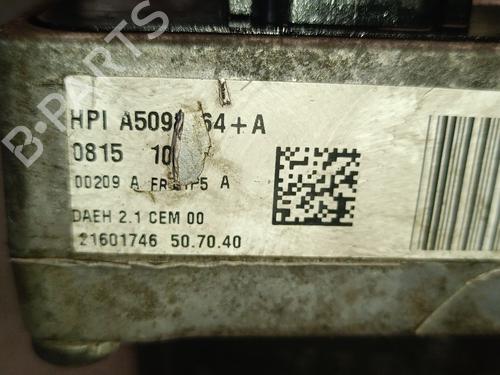 B-PARTS
HPI A509 64+A
0815 10
00209 A FR P5 A
DAEH 2.1 CEM 00
21601746 50.70.40